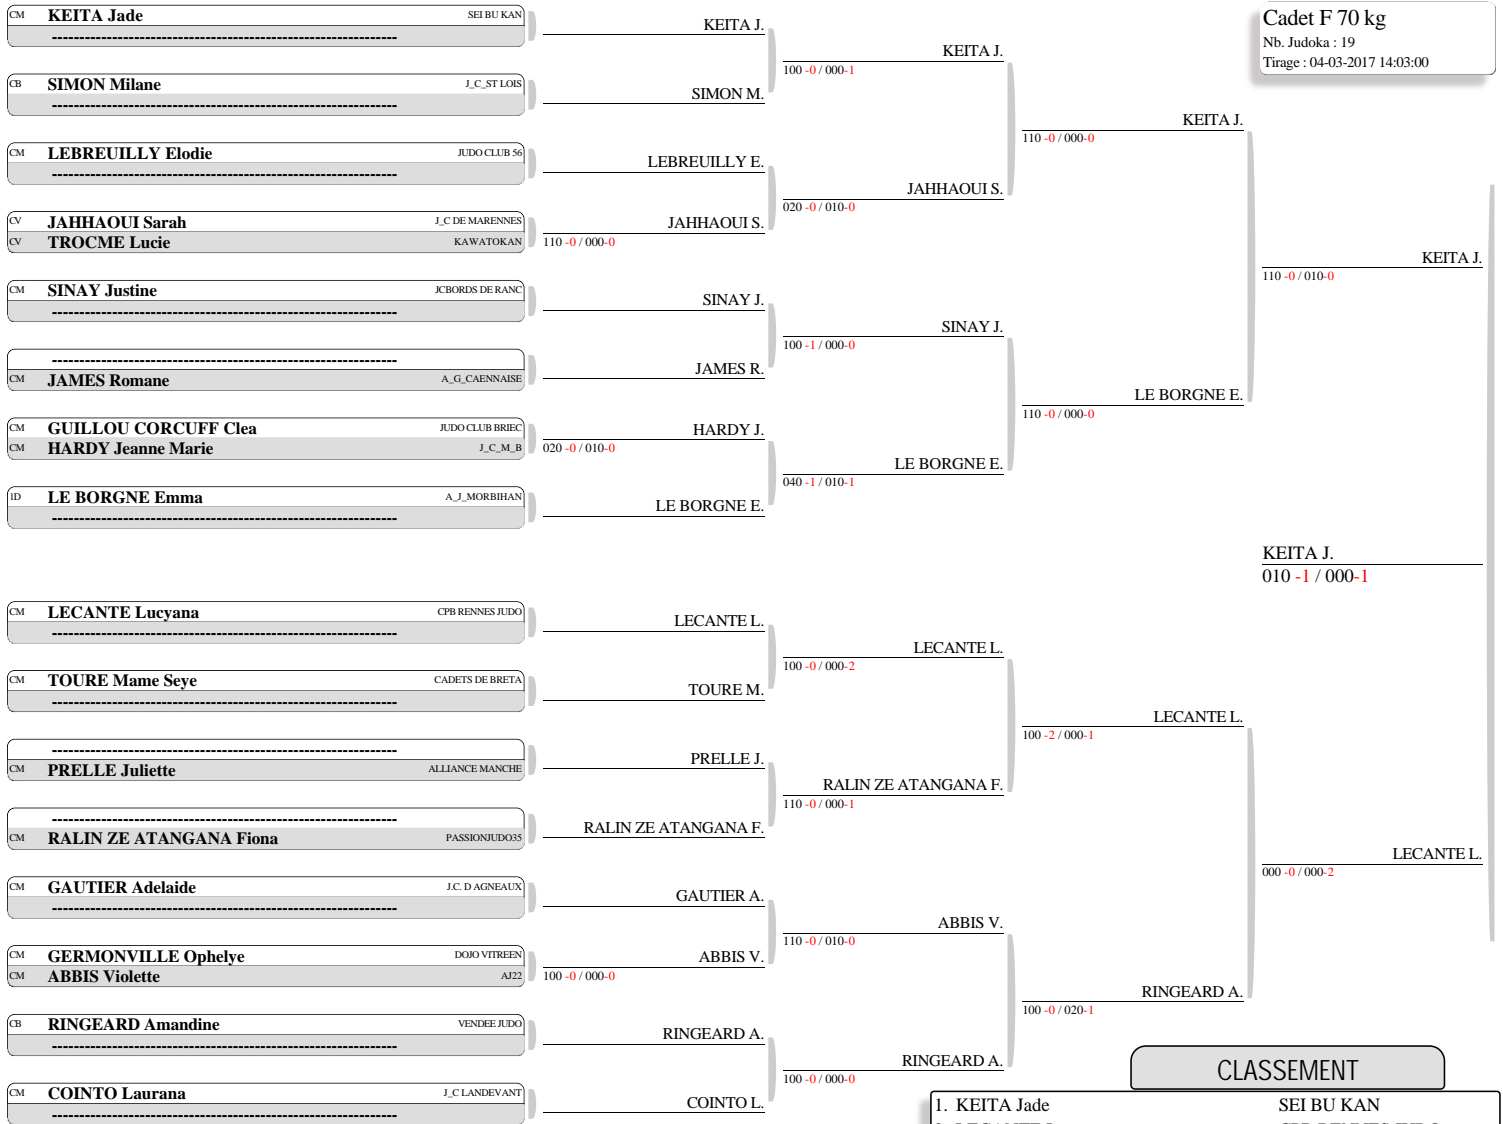 Cadet F 70 kg
Nb. Judoka : 19
Tirage : 04-03-2017 14:03:00
CM KEITA Jade SEI BU KAN
------------------------------------------------------------------
CB SIMON Milane J_C_ST LOIS
------------------------------------------------------------------
CM LEBREUILLY Elodie JUDO CLUB 56
------------------------------------------------------------------
CV JAHHAOUI Sarah J_C DE MARENNES
CV TROCME Lucie KAWATOKAN
CM SINAY Justine JCBORDS DE RANC
------------------------------------------------------------------
------------------------------------------------------------------
CM JAMES Romane A_G_CAENNAISE
CM GUILLOU CORCUFF Clea JUDO CLUB BRIEC
CM HARDY Jeanne Marie J_C_M_B
1D LE BORGNE Emma A_J_MORBIHAN
------------------------------------------------------------------
CM LECANTE Lucyana CPB RENNES JUDO
------------------------------------------------------------------
CM TOURE Mame Seye CADETS DE BRETA
------------------------------------------------------------------
------------------------------------------------------------------
CM PRELLE Juliette ALLIANCE MANCHE
------------------------------------------------------------------
CM RALIN ZE ATANGANA Fiona PASSIONJUDO35
CM GAUTIER Adelaide J.C. D AGNEAUX
------------------------------------------------------------------
CM GERMONVILLE Ophelye DOJO VITREEN
CM ABBIS Violette AJ22
CB RINGEARD Amandine VENDEE JUDO
------------------------------------------------------------------
CM COINTO Laurana J_C LANDEVANT
------------------------------------------------------------------
KEITA J.
SIMON M.
LEBREUILLY E.
JAHHAOUI S.
110 -0 / 000-0
SINAY J.
JAMES R.
HARDY J.
020 -0 / 010-0
LE BORGNE E.
LECANTE L.
TOURE M.
PRELLE J.
RALIN ZE ATANGANA F.
GAUTIER A.
ABBIS V.
100 -0 / 000-0
RINGEARD A.
COINTO L.
KEITA J.
100 -0 / 000-1
JAHHAOUI S.
020 -0 / 010-0
SINAY J.
100 -1 / 000-0
LE BORGNE E.
040 -1 / 010-1
LECANTE L.
100 -0 / 000-2
RALIN ZE ATANGANA F.
110 -0 / 000-1
ABBIS V.
110 -0 / 010-0
RINGEARD A.
100 -0 / 000-0
KEITA J.
110 -0 / 000-0
LE BORGNE E.
110 -0 / 000-0
LECANTE L.
100 -2 / 000-1
RINGEARD A.
100 -0 / 020-1
KEITA J.
110 -0 / 010-0
LECANTE L.
000 -0 / 000-2
KEITA J.
010 -1 / 000-1
CLASSEMENT
1. KEITA Jade SEI BU KAN